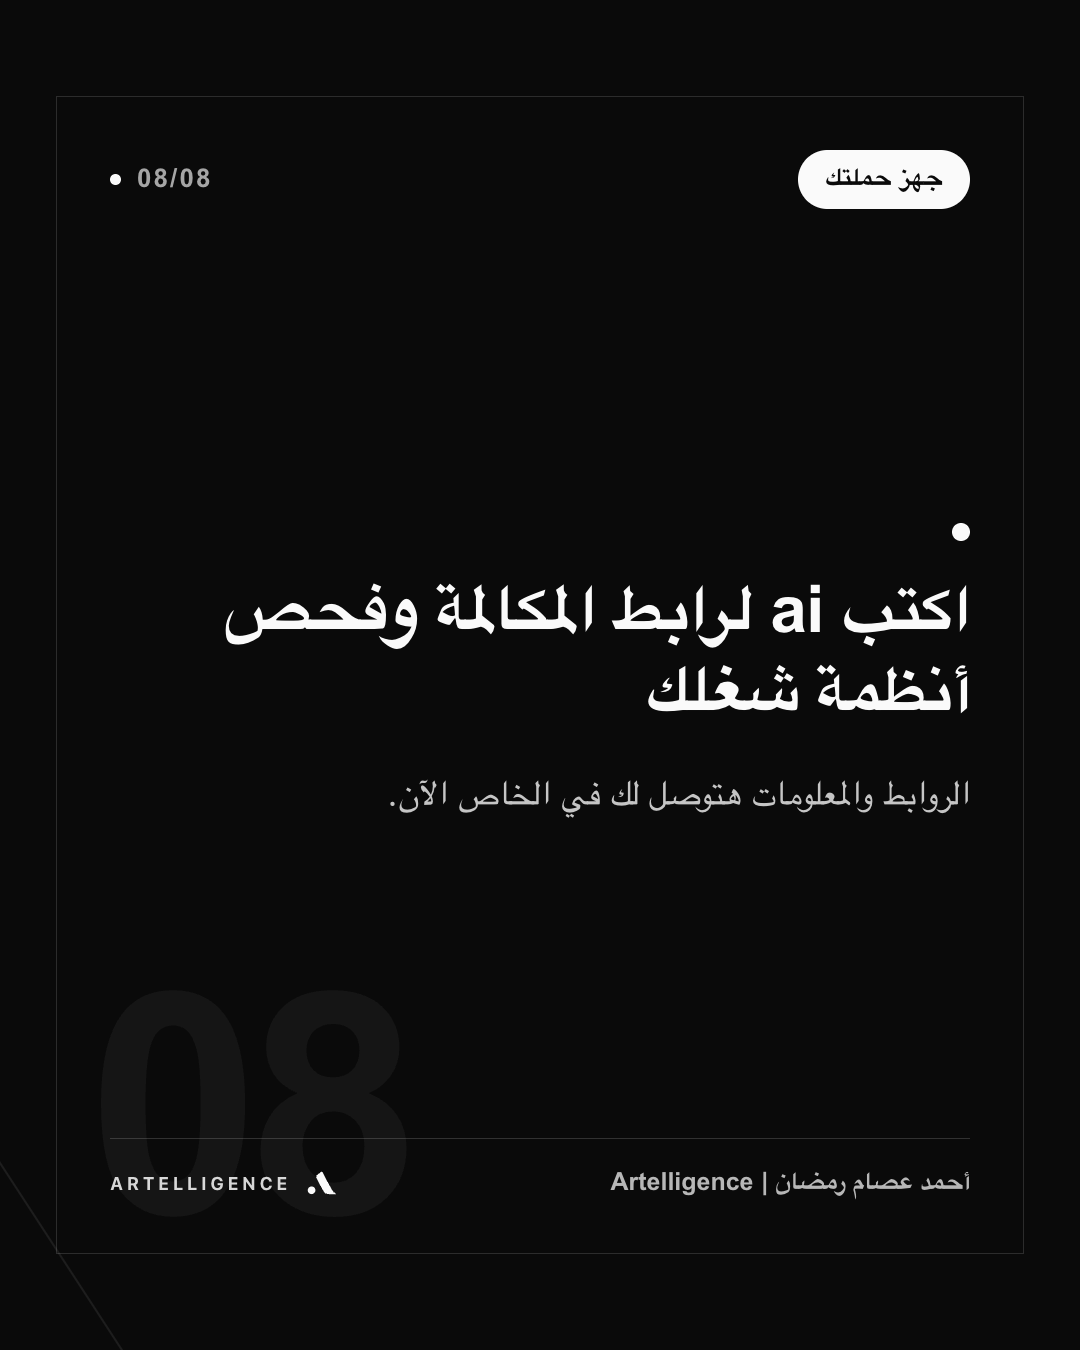 جهز حملتك
08/08
اكتب ai لرابط المكالمة وفحص
أنظمة شغلك
الروابط والمعلومات هتوصل لك في الخاص الآن.
08
أحمد عصام رمضان | Artelligence
ARTELLIGENCE